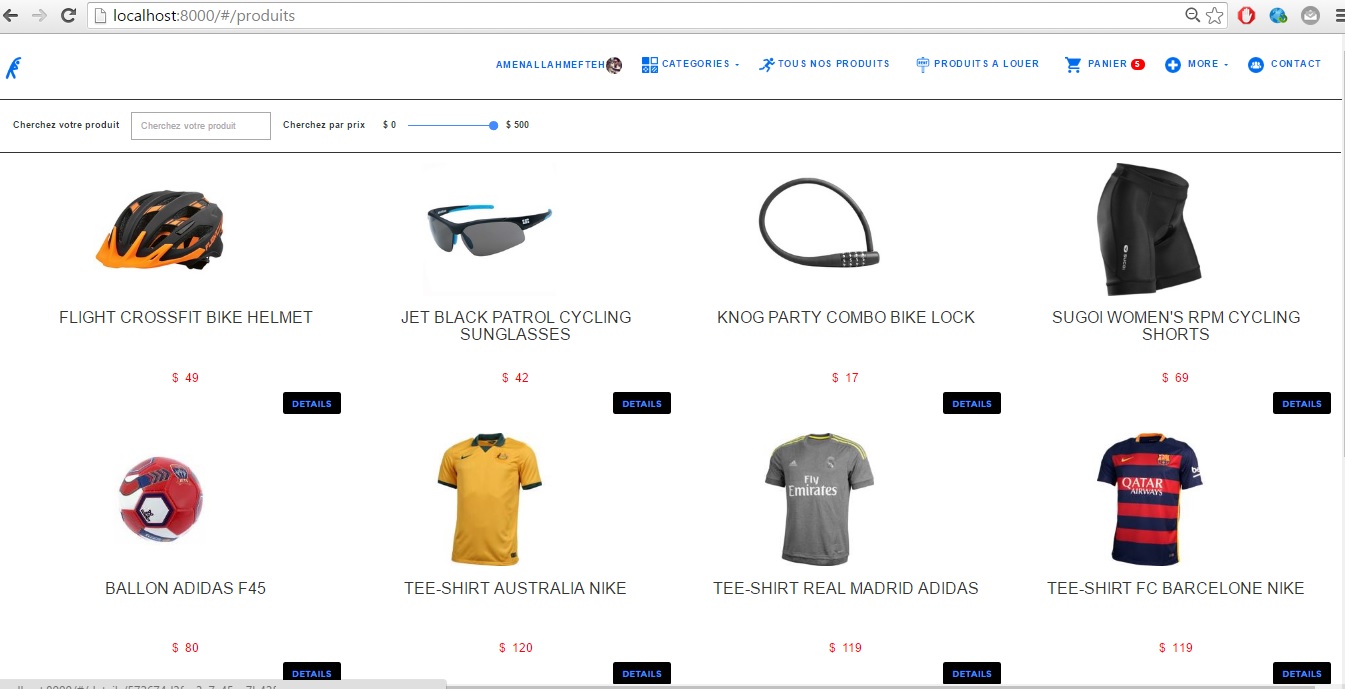 localhost:8000/#/produits
AMENALLAHMEFTEH CATEGORIES TOUS NOS PRODUITS PRODUITS A LOUER PANIER 5 MORE CONTACT
Cherchez votre produit Cherchez votre produit Cherchez par prix $ 0 $ 500
FLIGHT CROSSFIT BIKE HELMET
$ 49
DETAILS
JET BLACK PATROL CYCLING
SUNGLASSES
$ 42
DETAILS
KNOG PARTY COMBO BIKE LOCK
$ 17
DETAILS
SUGOI WOMEN'S RPM CYCLING
SHORTS
$ 69
DETAILS
BALLON ADIDAS F45
$ 80
DETAILS
TEE-SHIRT AUSTRALIA NIKE
$ 120
DETAILS
Fly
Emirates
TEE-SHIRT REAL MADRID ADIDAS
$ 119
DETAILS
QATAR
AIRWAYS
TEE-SHIRT FC BARCELONE NIKE
$ 119
DETAILS